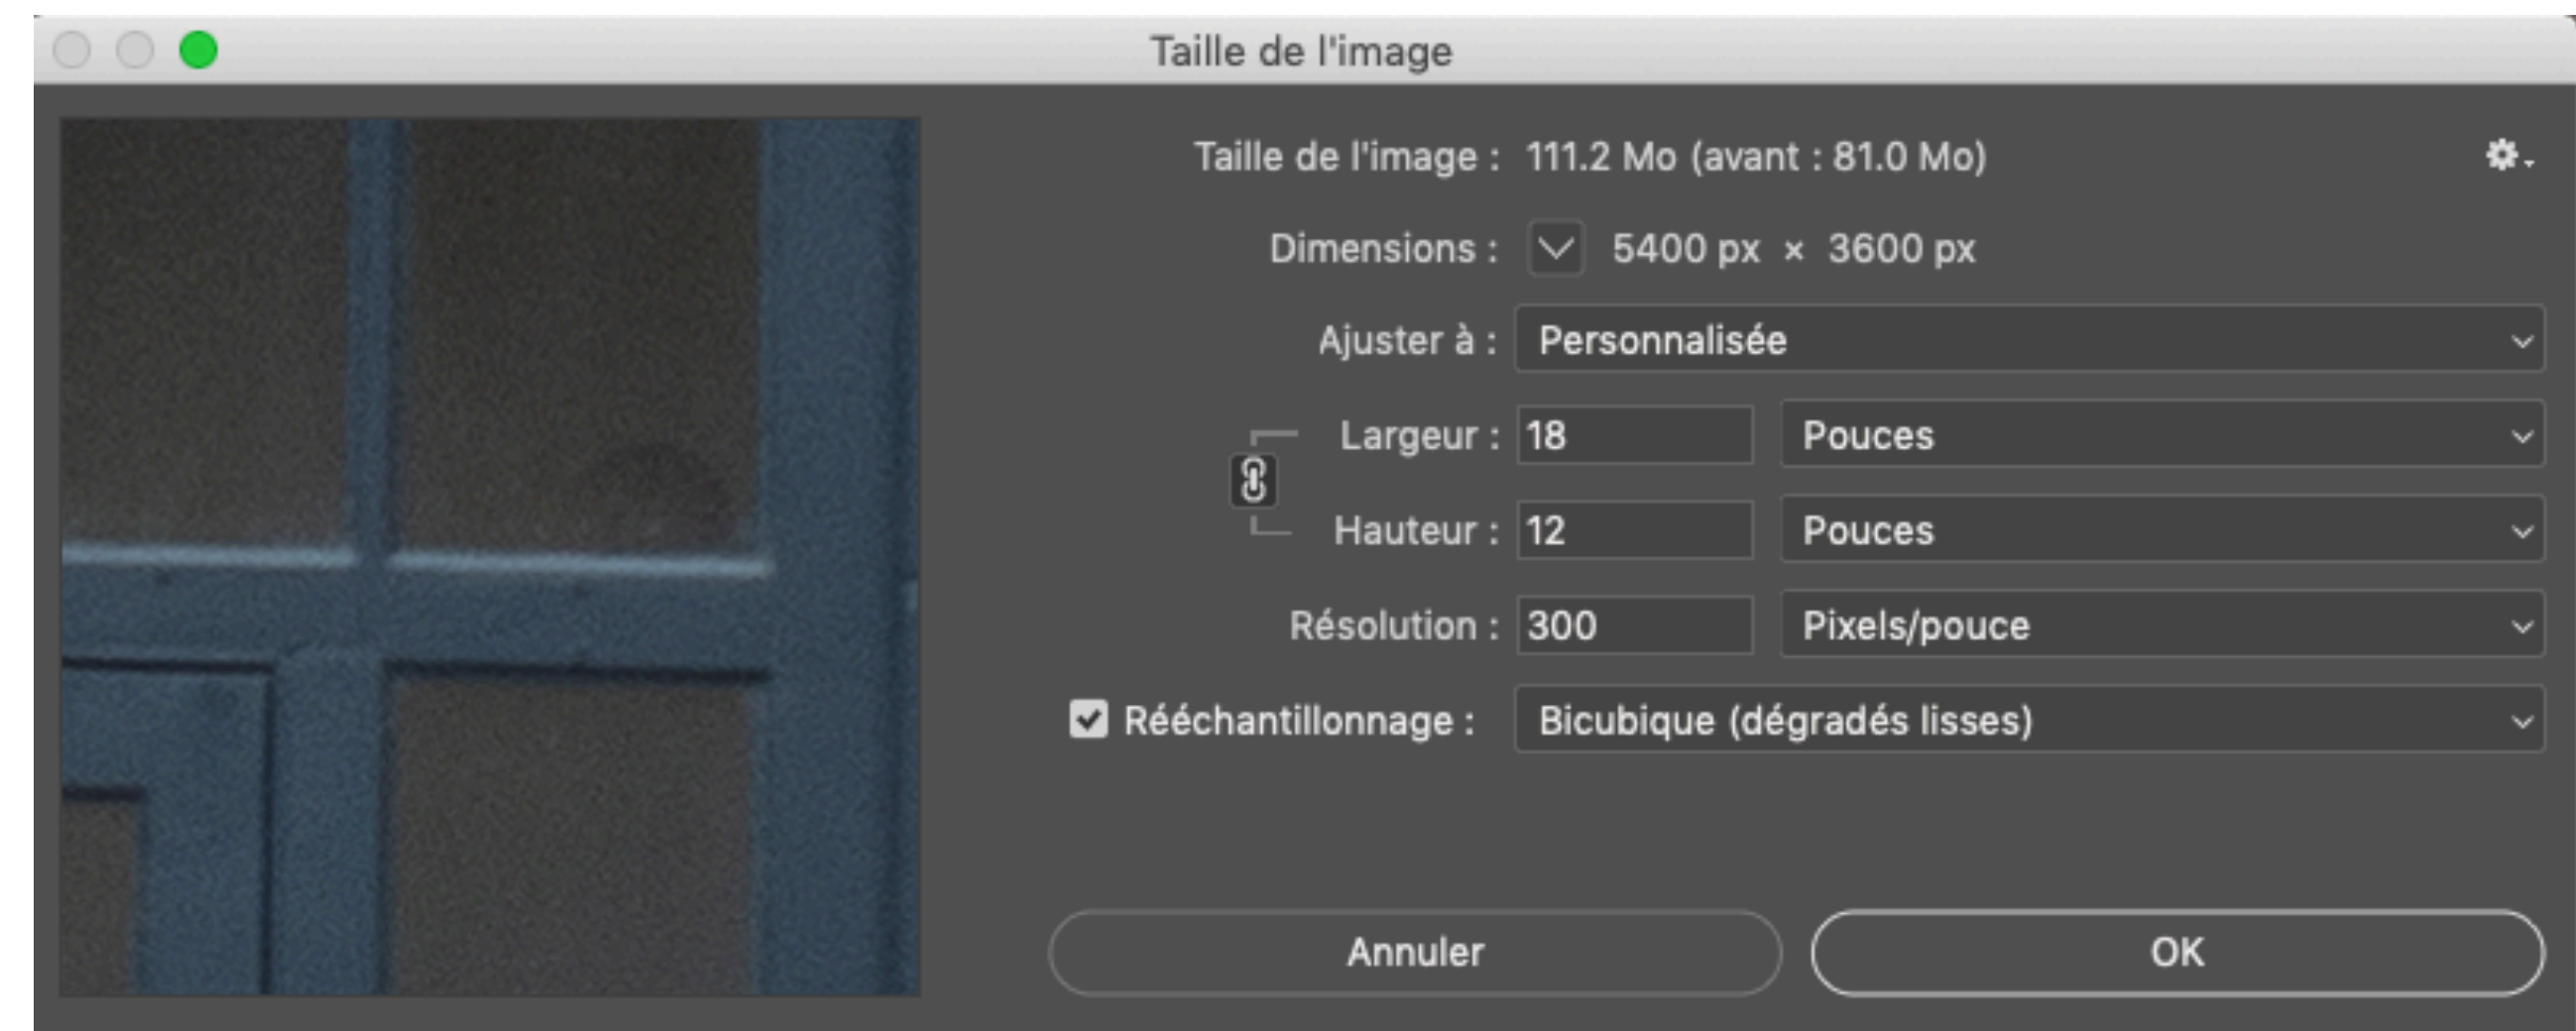 Taille de l'image
Taille de l'image : 111.2 Mo (avant : 81.0 Mo)
Dimensions : 5400 px × 3600 px
Ajuster à : Personnalisée
Largeur : 18 Pouces
Hauteur : 12 Pouces
Résolution : 300 Pixels/pouce
Rééchantillonnage : Bicubique (dégradés lisses)
Annuler OK